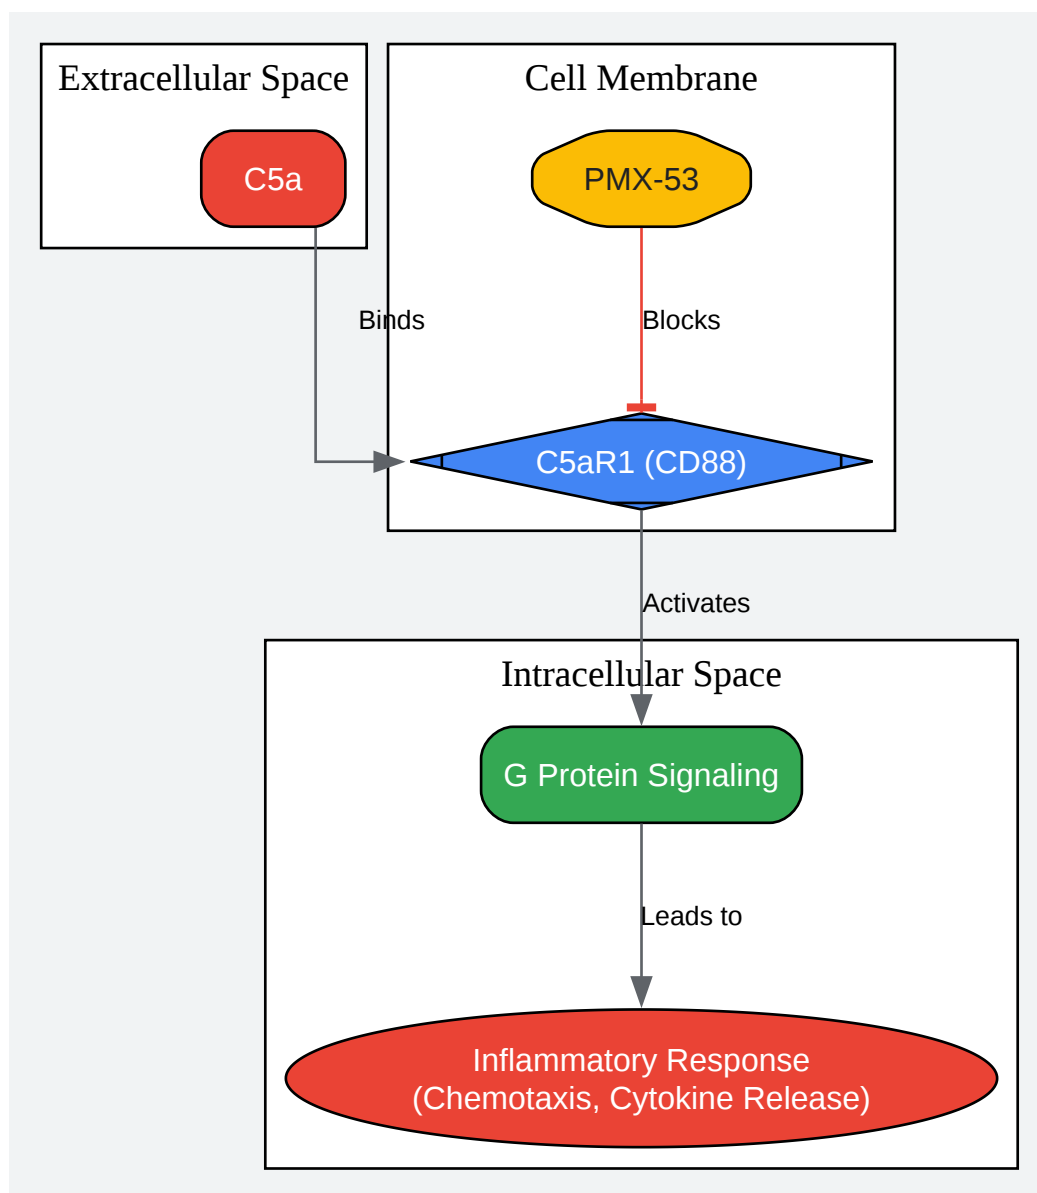 Extracellular Space
Cell Membrane
C5a
PMX-53
Binds
Blocks
C5aR1 (CD88)
Activates
Intracellular Space
G Protein Signaling
Leads to
Inflammatory Response
(Chemotaxis, Cytokine Release)